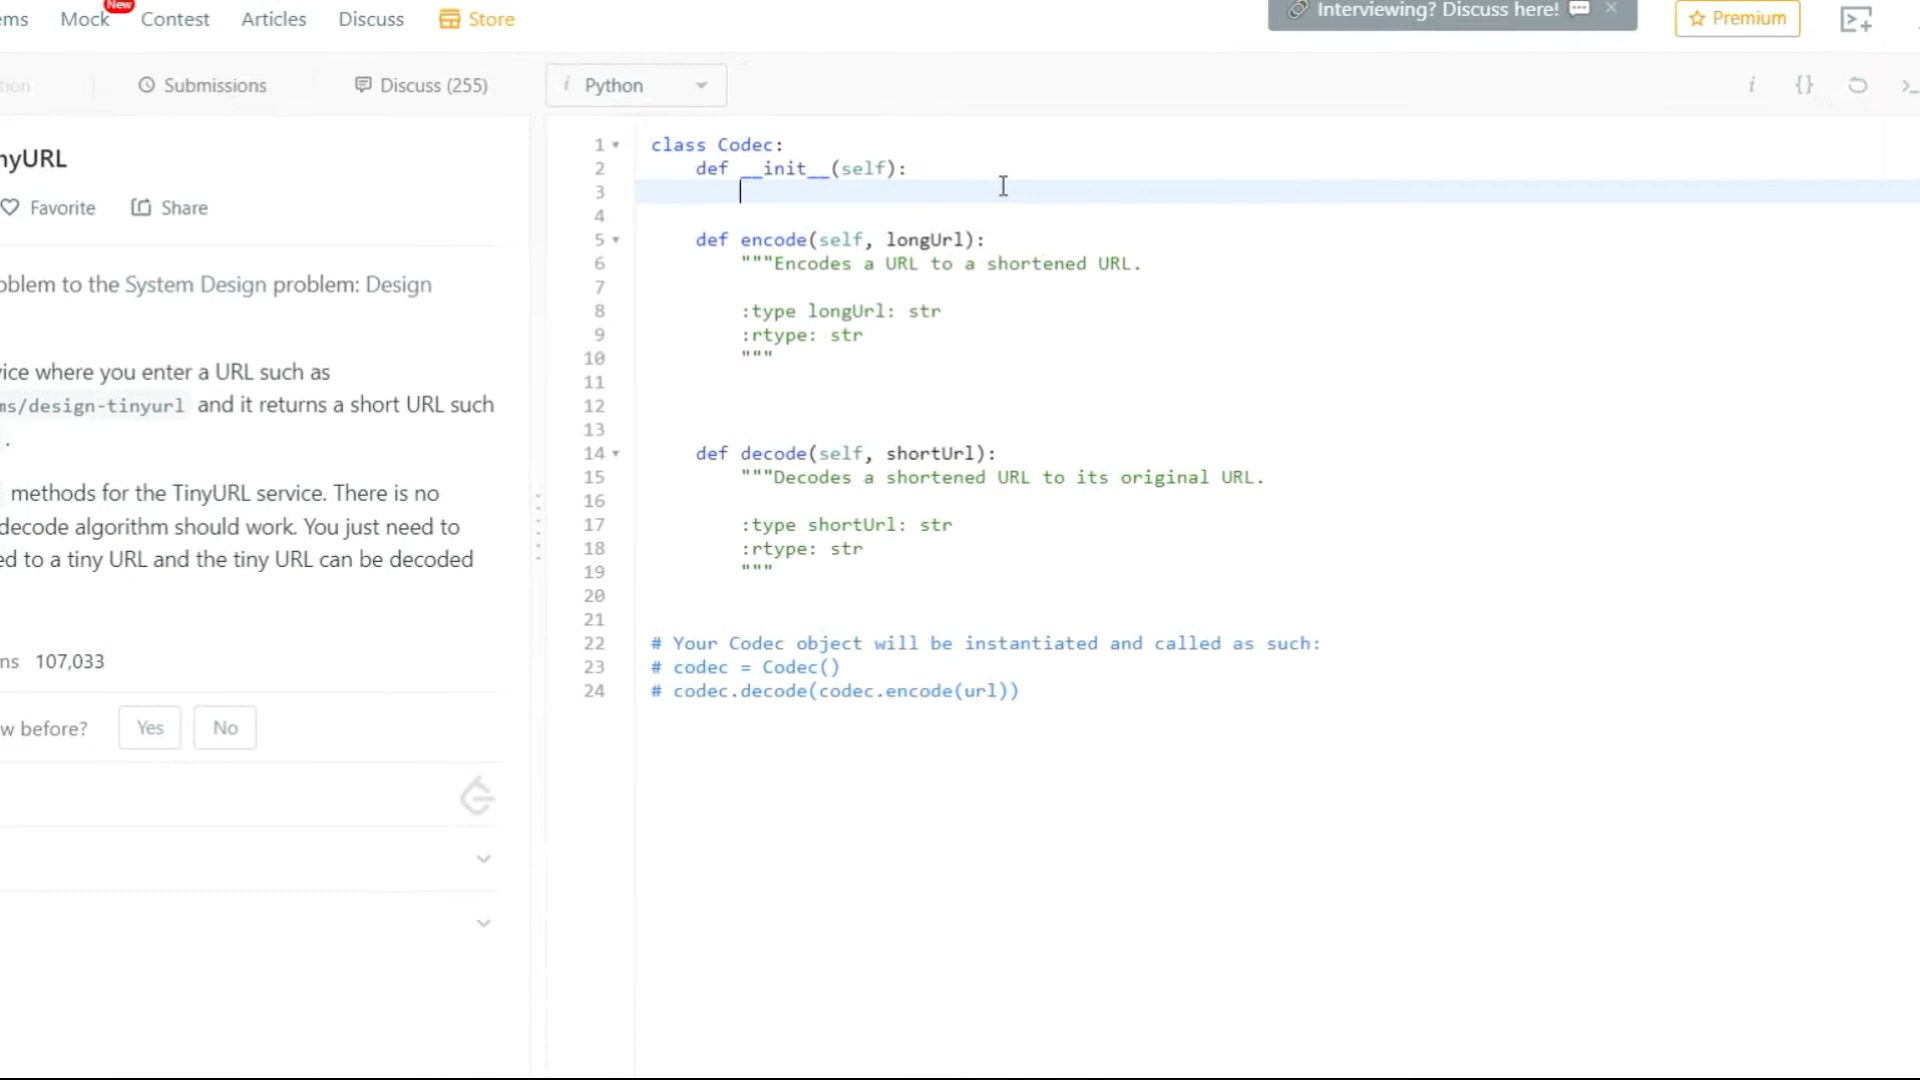 ems Mock New Contest Articles Discuss Store Interviewing? Discuss here! Premium
tion Submissions Discuss (255) i Python i {}
nyURL
Favorite Share
oblem to the System Design problem: Design
vice where you enter a URL such as
ms/design-tinyurl and it returns a short URL such
.
methods for the TinyURL service. There is no
decode algorithm should work. You just need to
ed to a tiny URL and the tiny URL can be decoded
ns 107,033
w before? Yes No
1 class Codec:
2 def __init__(self):
3
4
5 def encode(self, longUrl):
6 """Encodes a URL to a shortened URL.
7
8 :type longUrl: str
9 :rtype: str
10 """
11
12
13
14 def decode(self, shortUrl):
15 """Decodes a shortened URL to its original URL.
16
17 :type shortUrl: str
18 :rtype: str
19 """
20
21
22 # Your Codec object will be instantiated and called as such:
23 # codec = Codec()
24 # codec.decode(codec.encode(url))